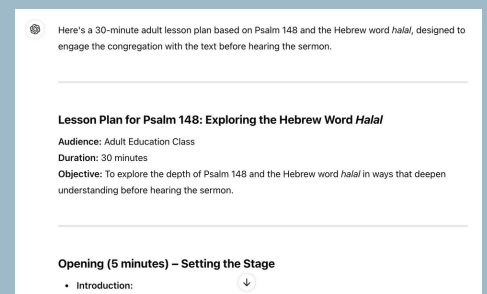 Here's a 30-minute adult lesson plan based on Psalm 148 and the Hebrew word halal, designed to
engage the congregation with the text before hearing the sermon.
Lesson Plan for Psalm 148: Exploring the Hebrew Word Halal
Audience: Adult Education Class
Duration: 30 minutes
Objective: To explore the depth of Psalm 148 and the Hebrew word halal in ways that deepen
understanding before hearing the sermon.
Opening (5 minutes) – Setting the Stage
• Introduction: